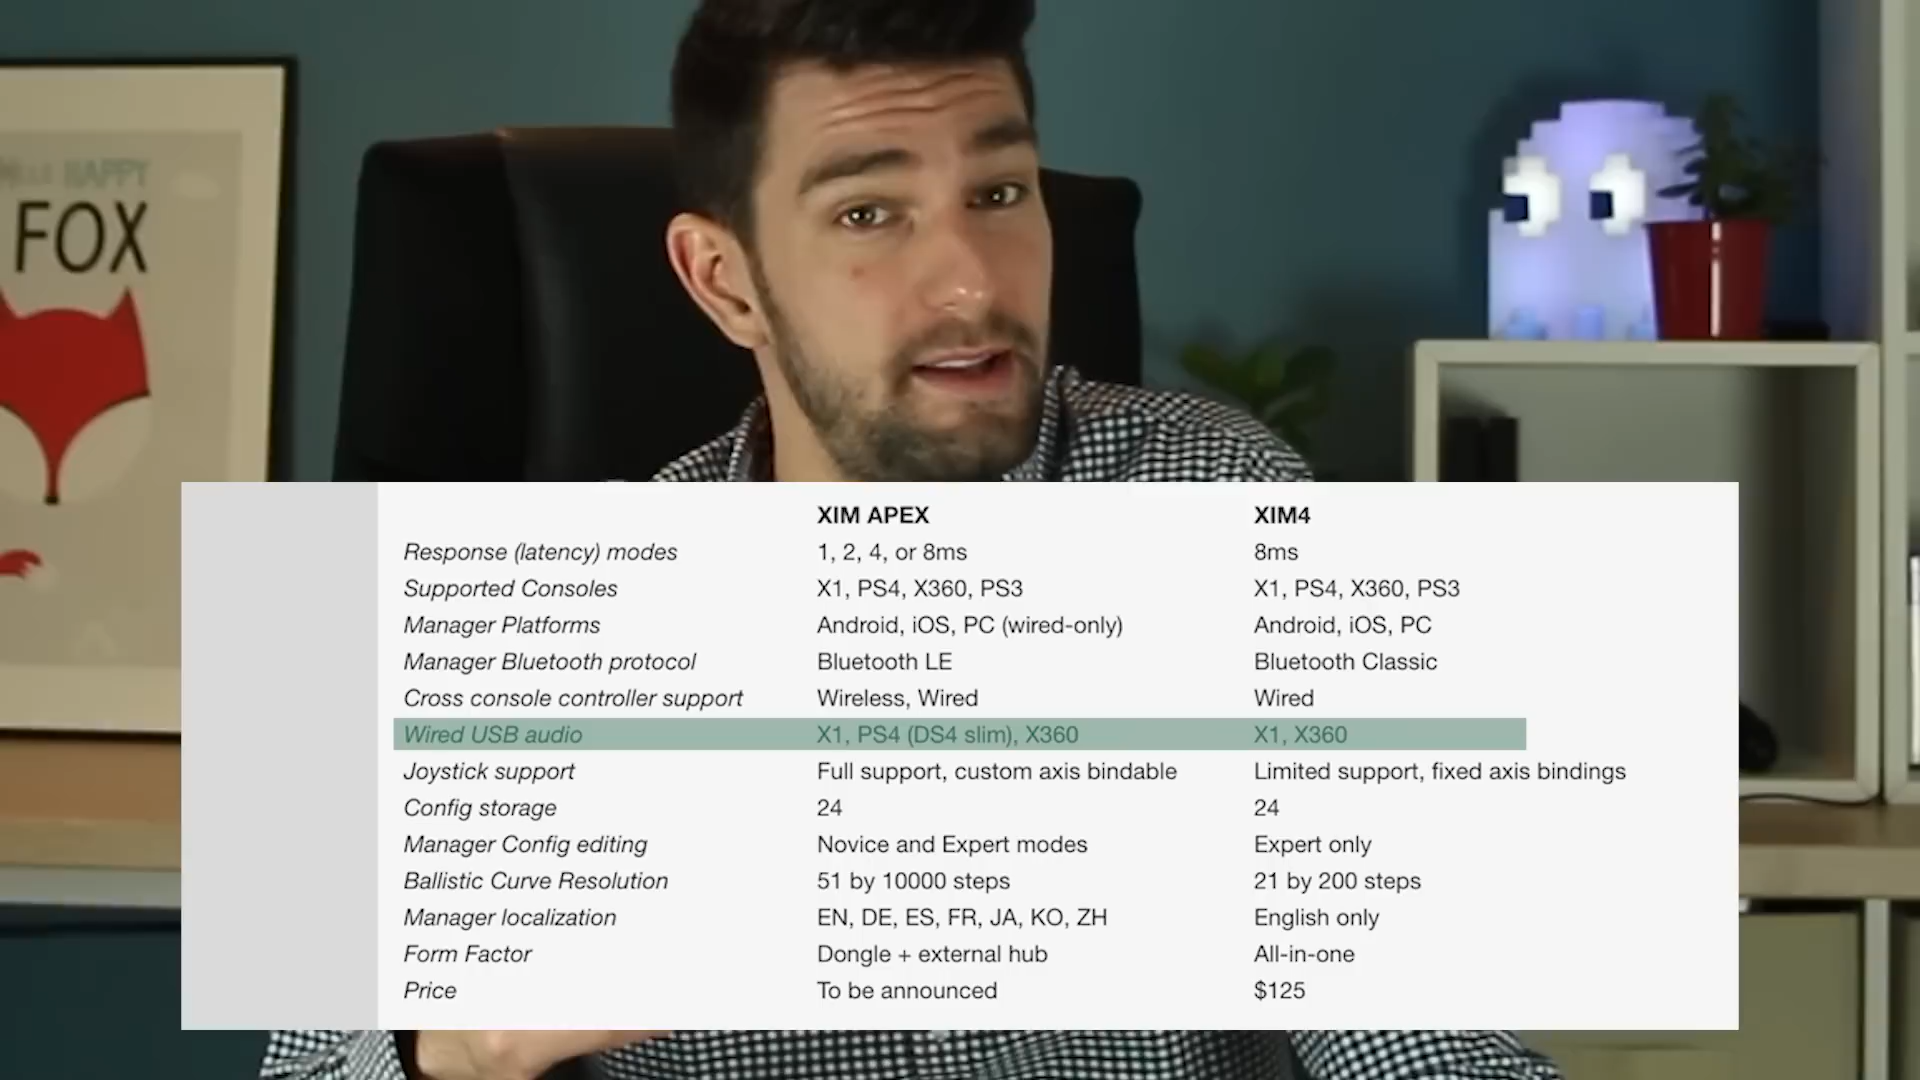 HAPPY
FOX
XIM APEX XIM4
Response (latency) modes 1, 2, 4, or 8ms 8ms
Supported Consoles X1, PS4, X360, PS3 X1, PS4, X360, PS3
Manager Platforms Android, iOS, PC (wired-only) Android, iOS, PC
Manager Bluetooth protocol Bluetooth LE Bluetooth Classic
Cross console controller support Wireless, Wired Wired
Wired USB audio X1, PS4 (DS4 slim), X360 X1, X360
Joystick support Full support, custom axis bindable Limited support, fixed axis bindings
Config storage 24 24
Manager Config editing Novice and Expert modes Expert only
Ballistic Curve Resolution 51 by 10000 steps 21 by 200 steps
Manager localization EN, DE, ES, FR, JA, KO, ZH English only
Form Factor Dongle + external hub All-in-one
Price To be announced $125